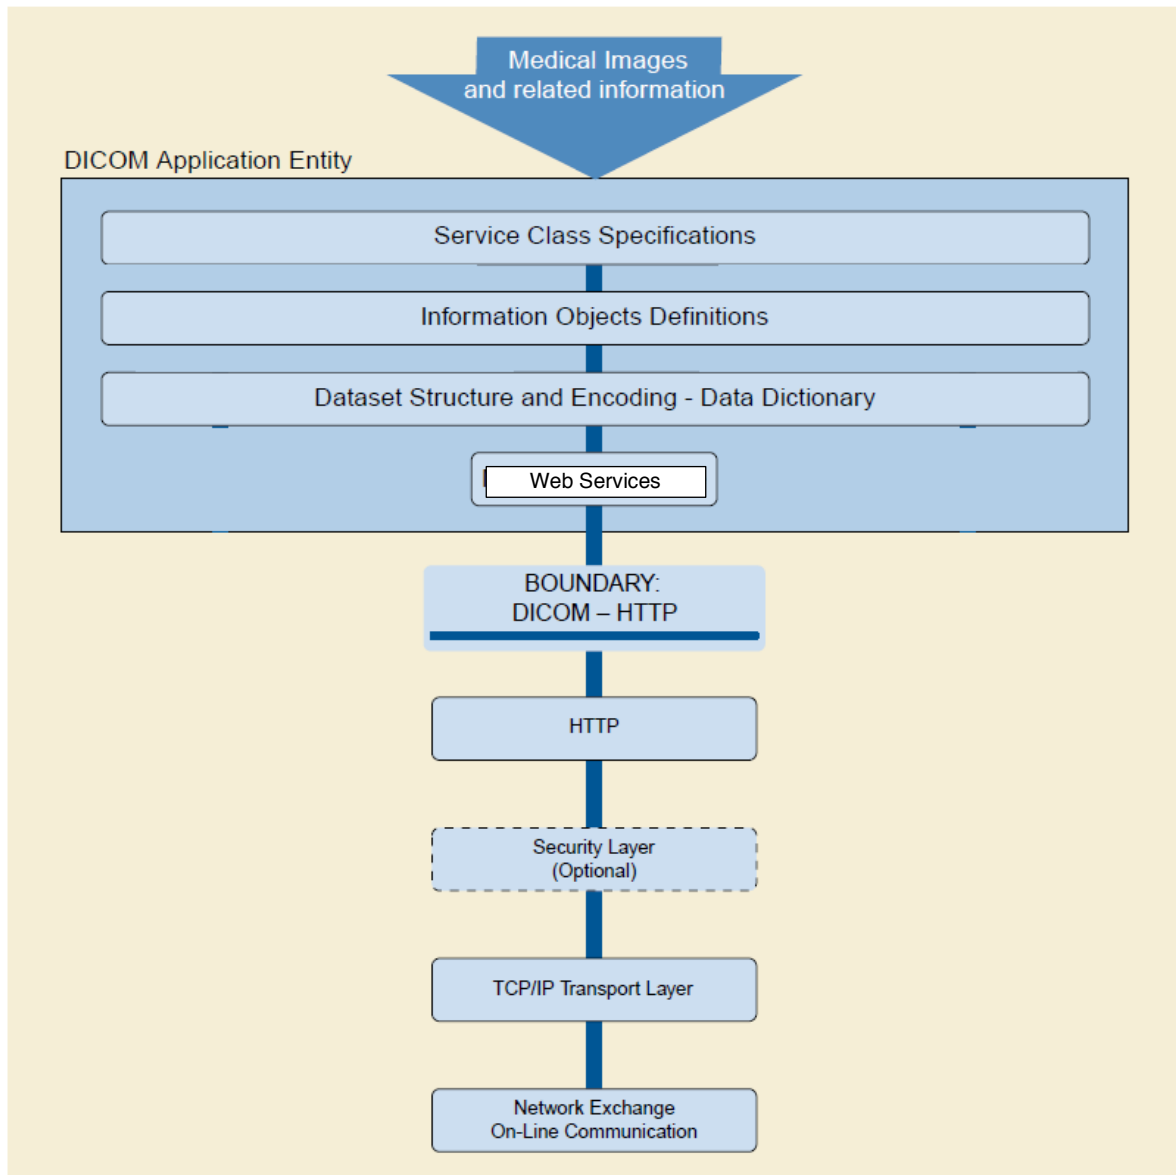 Medical Images
and related information
DICOM Application Entity
Service Class Specifications
Information Objects Definitions
Dataset Structure and Encoding - Data Dictionary
Web Services
BOUNDARY:
DICOM – HTTP
HTTP
Security Layer
(Optional)
TCP/IP Transport Layer
Network Exchange
On-Line Communication